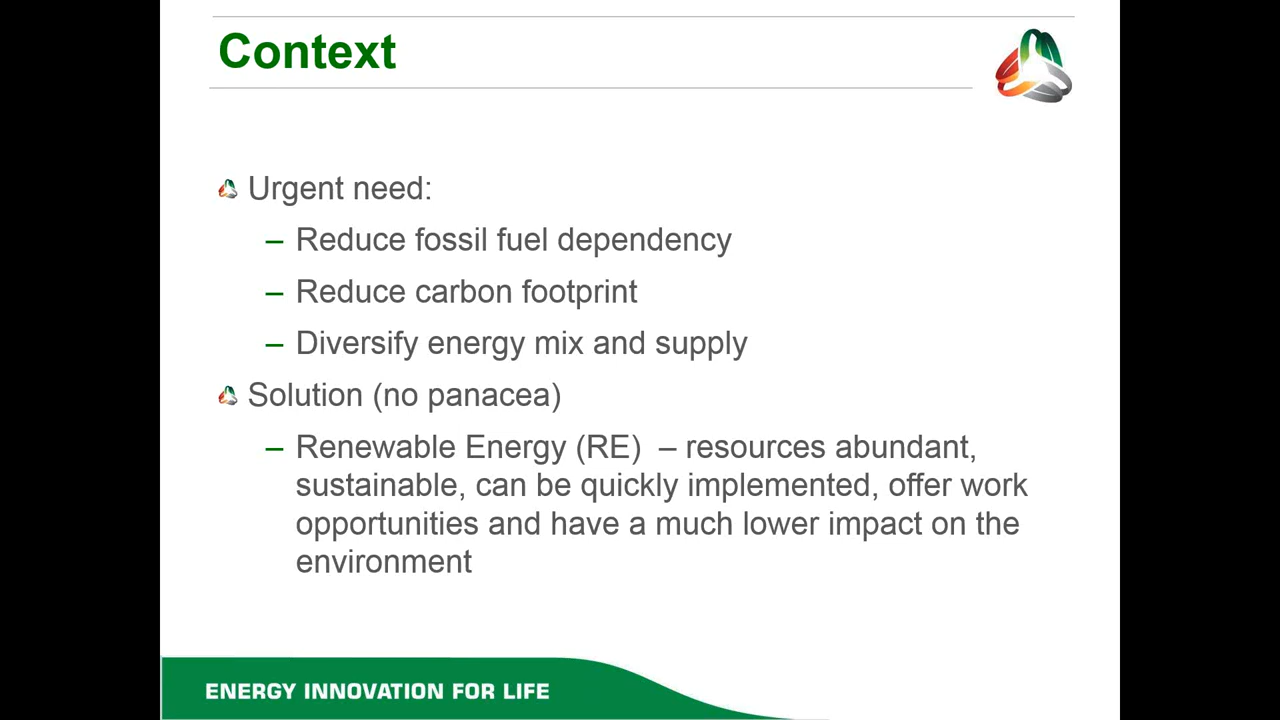 Context
Urgent need:
– Reduce fossil fuel dependency
– Reduce carbon footprint
– Diversify energy mix and supply
Solution (no panacea)
– Renewable Energy (RE) – resources abundant,
sustainable, can be quickly implemented, offer work
opportunities and have a much lower impact on the
environment
ENERGY INNOVATION FOR LIFE